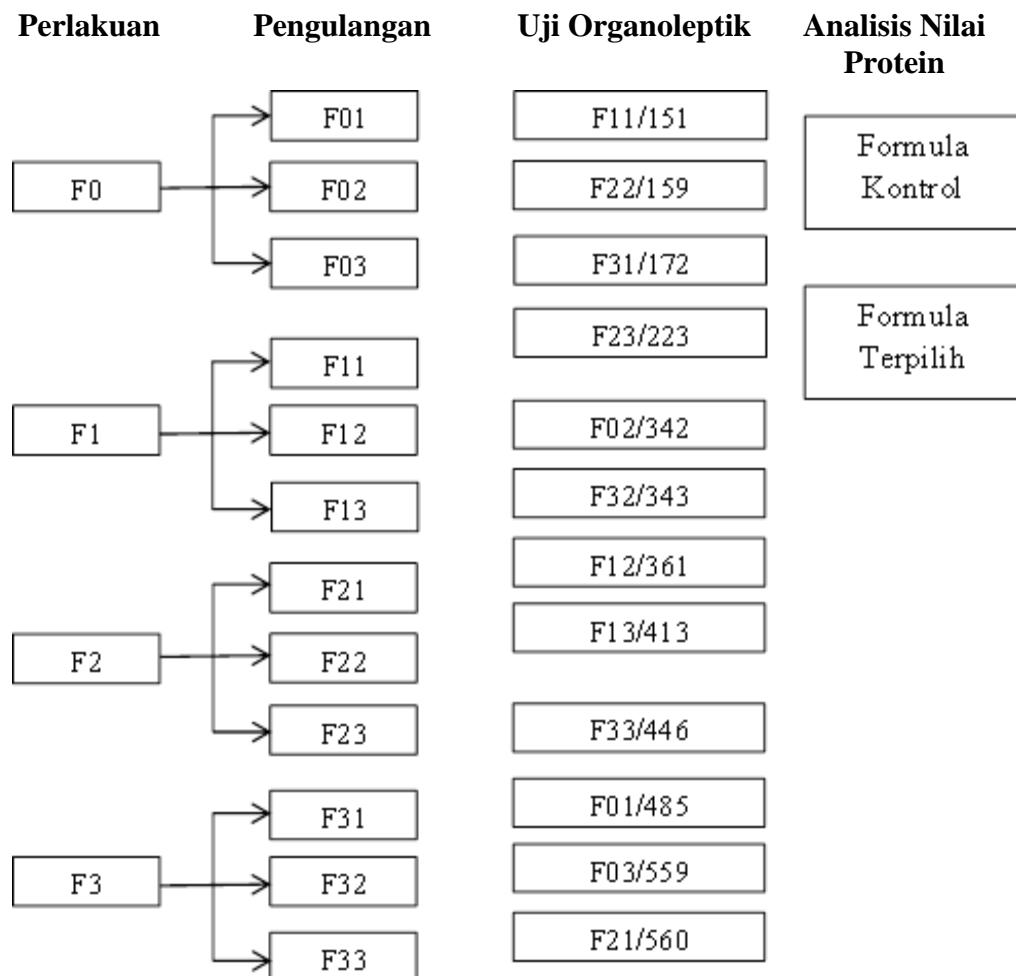 Perlakuan
Pengulangan
Uji Organoleptik
Analisis Nilai
Protein
F0
F01
F02
F03
F1
F11
F12
F13
F2
F21
F22
F23
F3
F31
F32
F33
F11/151
F22/159
F31/172
F23/223
F02/342
F32/343
F12/361
F13/413
F33/446
F01/485
F03/559
F21/560
Formula
Kontrol
Formula
Terpilih